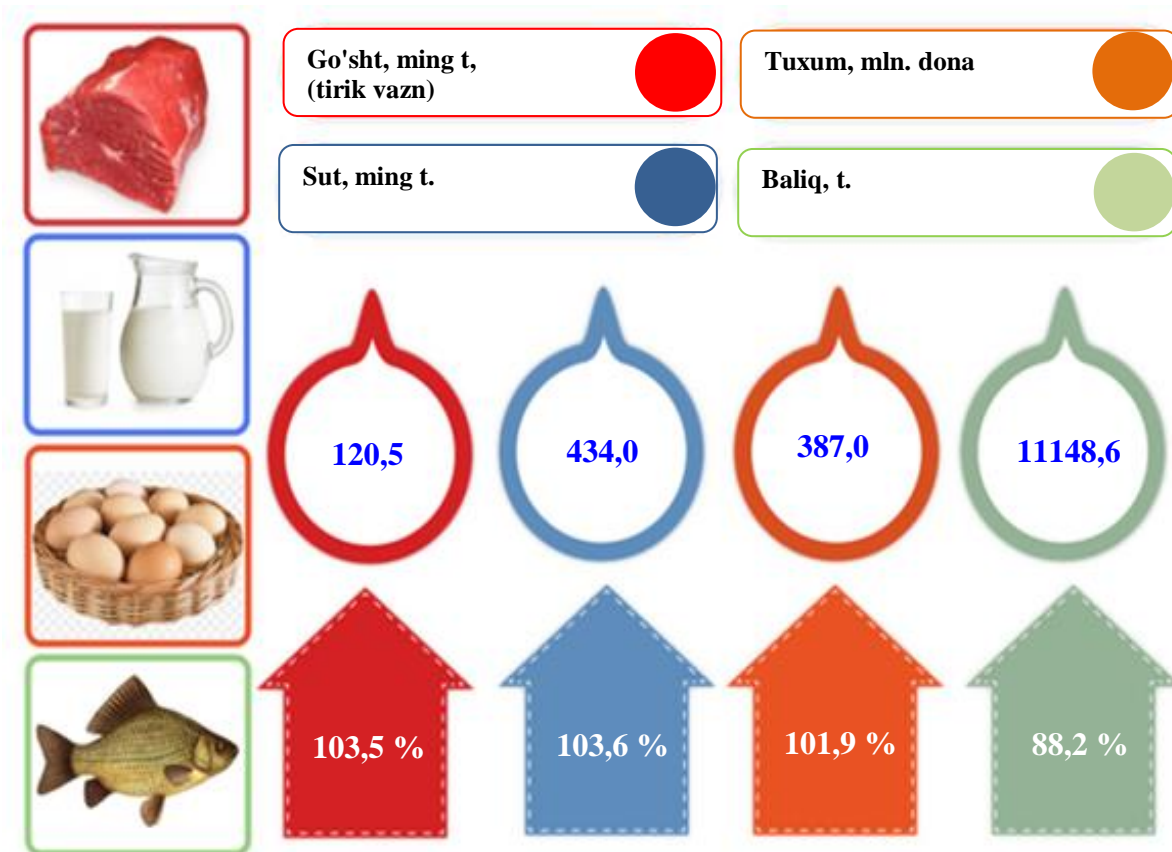 Go'sht, ming t,
(tirik vazn)
Tuxum, mln. dona
Sut, ming t.
Baliq, t.
120,5
434,0
387,0
11148,6
103,5 %
103,6 %
101,9 %
88,2 %